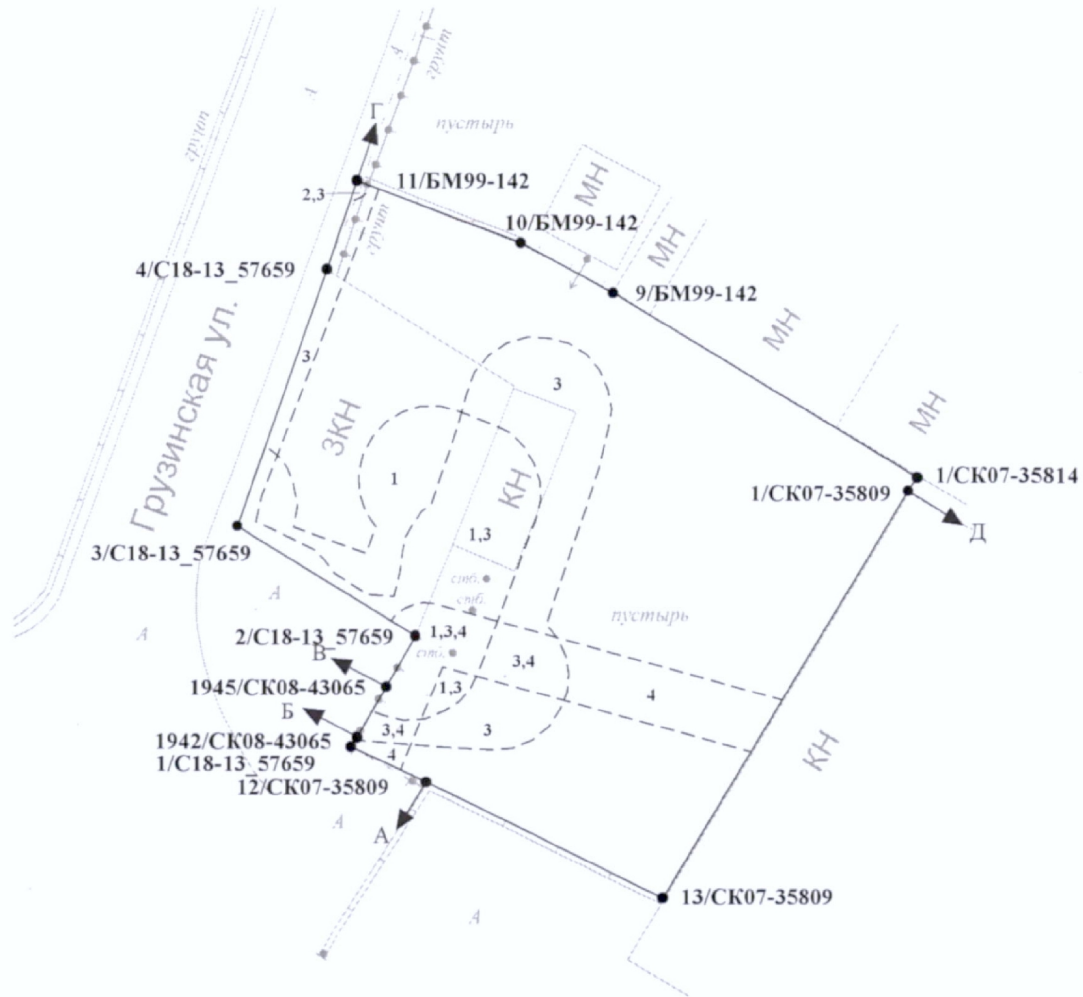 грунт
А
А
грунт
Г
пустырь
2,3
11/БМ99-142
МН
10/БМ99-142
МН
грунт
4/С18-13_57659
9/БМ99-142
МН
Грузинская ул.
3
3
МН
3КН
1
КН
1/СК07-35814
1/СК07-35809
Д
3/С18-13_57659
1,3
стб.
стб.
А
А
пустырь
2/С18-13_57659
1,3,4
стб.
В
3,4
1945/СК08-43065
1,3
4
Б
3,4
3
КН
1942/СК08-43065
4
1/С18-13_57659
12/СК07-35809
А
А
13/СК07-35809
А